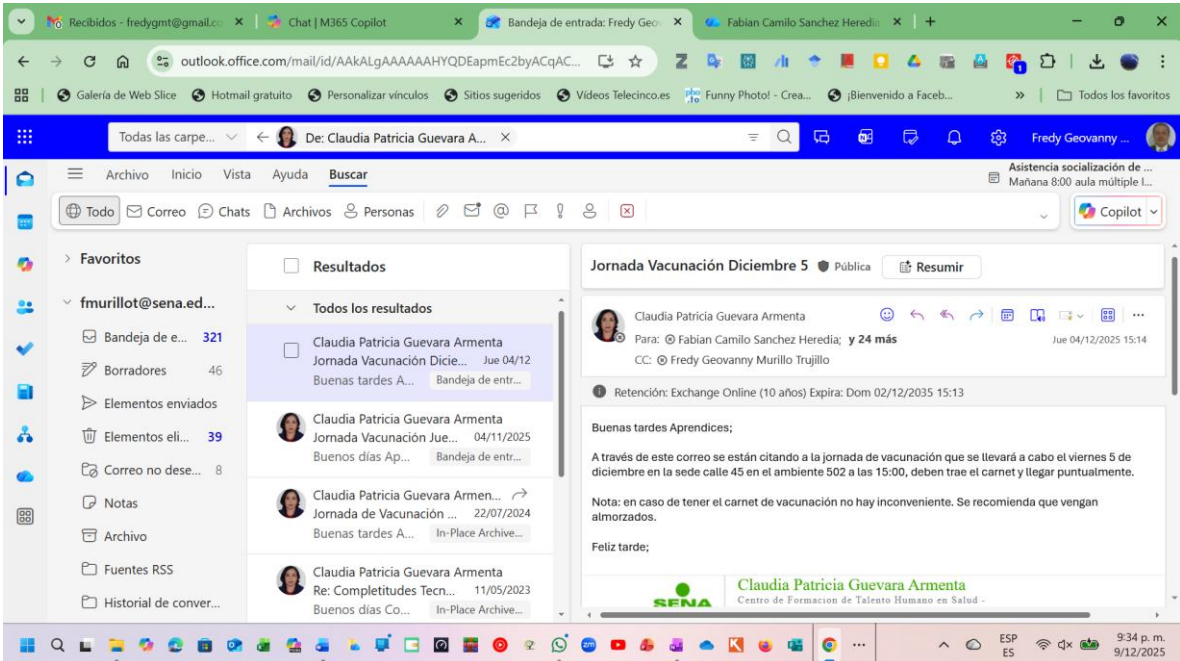 Recibidos - fredygmt@gmail.co
Chat | M365 Copilot
Bandeja de entrada: Fredy Geov
Fabian Camilo Sanchez Heredia
outlook.office.com/mail/id/AAkALgAAAAAAHYQDEapmEc2byACqAC...
Galería de Web Slice
Hotmail gratuito
Personalizar vínculos
Sitios sugeridos
Vídeos Telecinco.es
Funny Photo! - Crea...
¡Bienvenido a Faceb...
»
Todos los favoritos
Todas las carpe...
De: Claudia Patricia Guevara A...
Fredy Geovanny ...
Archivo Inicio Vista Ayuda Buscar
Asistencia socialización de ...
Mañana 8:00 aula múltiple I...
Todo Correo Chats Archivos Personas
Copilot
Favoritos
fmurillot@sena.ed...
Bandeja de e... 321
Borradores 46
Elementos enviados
Elementos eli... 39
Correo no dese... 8
Notas
Archivo
Fuentes RSS
Historial de conver...
Resultados
Todos los resultados
Claudia Patricia Guevara Armenta
Jornada Vacunación Dicie... Jue 04/12
Buenas tardes A... Bandeja de entr...
Claudia Patricia Guevara Armenta
Jornada Vacunación Jue... 04/11/2025
Buenos días Ap... Bandeja de entr...
Claudia Patricia Guevara Armen...
Jornada de Vacunación ... 22/07/2024
Buenas tardes A... In-Place Archive...
Claudia Patricia Guevara Armenta
Re: Completitudes Tecn... 11/05/2023
Buenos días Co... In-Place Archive...
Jornada Vacunación Diciembre 5 Pública Resumir
Claudia Patricia Guevara Armenta
Para: Fabian Camilo Sanchez Heredia; y 24 más
Jue 04/12/2025 15:14
CC: Fredy Geovanny Murillo Trujillo
Retención: Exchange Online (10 años) Expira: Dom 02/12/2035 15:13
Buenas tardes Aprendices;
A través de este correo se están citando a la jornada de vacunación que se llevará a cabo el viernes 5 de
diciembre en la sede calle 45 en el ambiente 502 a las 15:00, deben trae el carnet y llegar puntualmente.
Nota: en caso de tener el carnet de vacunación no hay inconveniente. Se recomienda que vengan
almorzados.
Feliz tarde;
SENA
Claudia Patricia Guevara Armenta
Centro de Formacion de Talento Humano en Salud -
ESP
ES
9:34 p. m.
9/12/2025